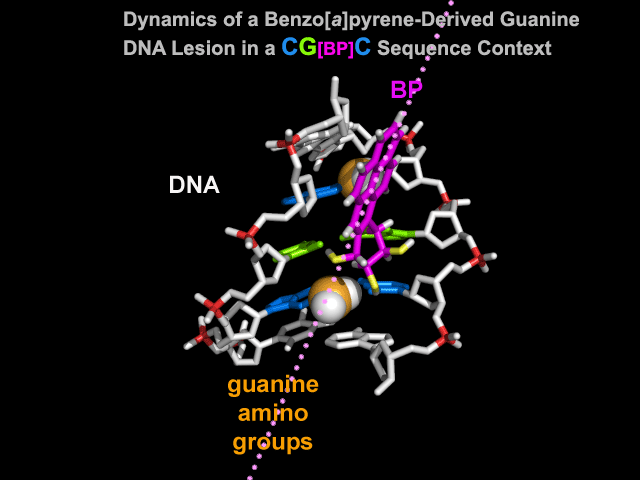 Dynamics of a Benzo[a]pyrene-Derived Guanine
DNA Lesion in a CG[BP]C Sequence Context
BP
DNA
guanine
amino
groups